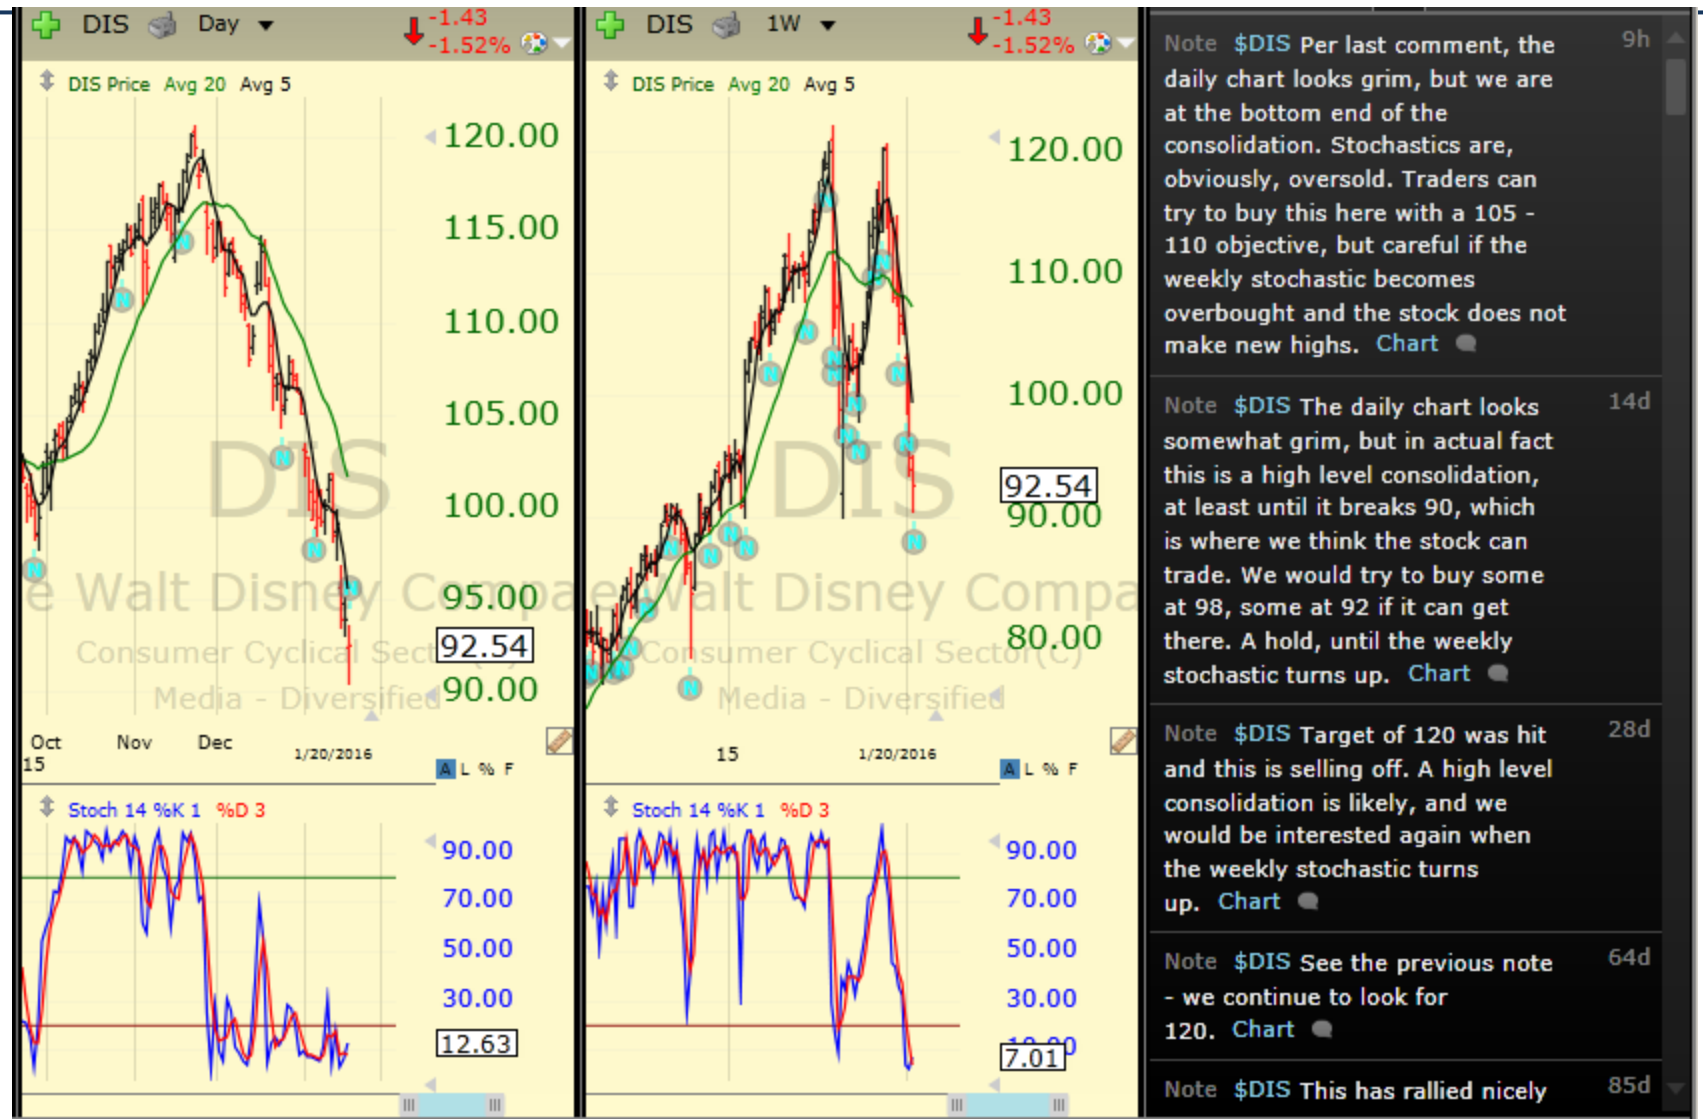 DIS Day -1.43
-1.52%
DIS Price Avg 20 Avg 5
120.00
115.00
110.00
105.00
100.00
95.00
92.54
90.00
DIS
e Walt Disney Compa
Consumer Cyclical Sect
Media - Diversified
Oct Nov Dec
15 1/20/2016
A L % F
Stoch 14 %K 1 %D 3
90.00
70.00
50.00
30.00
12.63
N
N
N
N
N
N
DIS 1W -1.43
-1.52%
DIS Price Avg 20 Avg 5
120.00
110.00
100.00
92.54
90.00
80.00
DIS
e Walt Disney Compa
Consumer Cyclical Sector(C)
Media - Diversified
15 1/20/2016
A L % F
Stoch 14 %K 1 %D 3
90.00
70.00
50.00
30.00
7.01
Note $DIS Per last comment, the 9h
daily chart looks grim, but we are
at the bottom end of the
consolidation. Stochastics are,
obviously, oversold. Traders can
try to buy this here with a 105 -
110 objective, but careful if the
weekly stochastic becomes
overbought and the stock does not
make new highs. Chart
Note $DIS The daily chart looks 14d
somewhat grim, but in actual fact
this is a high level consolidation,
at least until it breaks 90, which
is where we think the stock can
trade. We would try to buy some
at 98, some at 92 if it can get
there. A hold, until the weekly
stochastic turns up. Chart
Note $DIS Target of 120 was hit 28d
and this is selling off. A high level
consolidation is likely, and we
would be interested again when
the weekly stochastic turns
up. Chart
Note $DIS See the previous note 64d
- we continue to look for
120. Chart
Note $DIS This has rallied nicely 85d